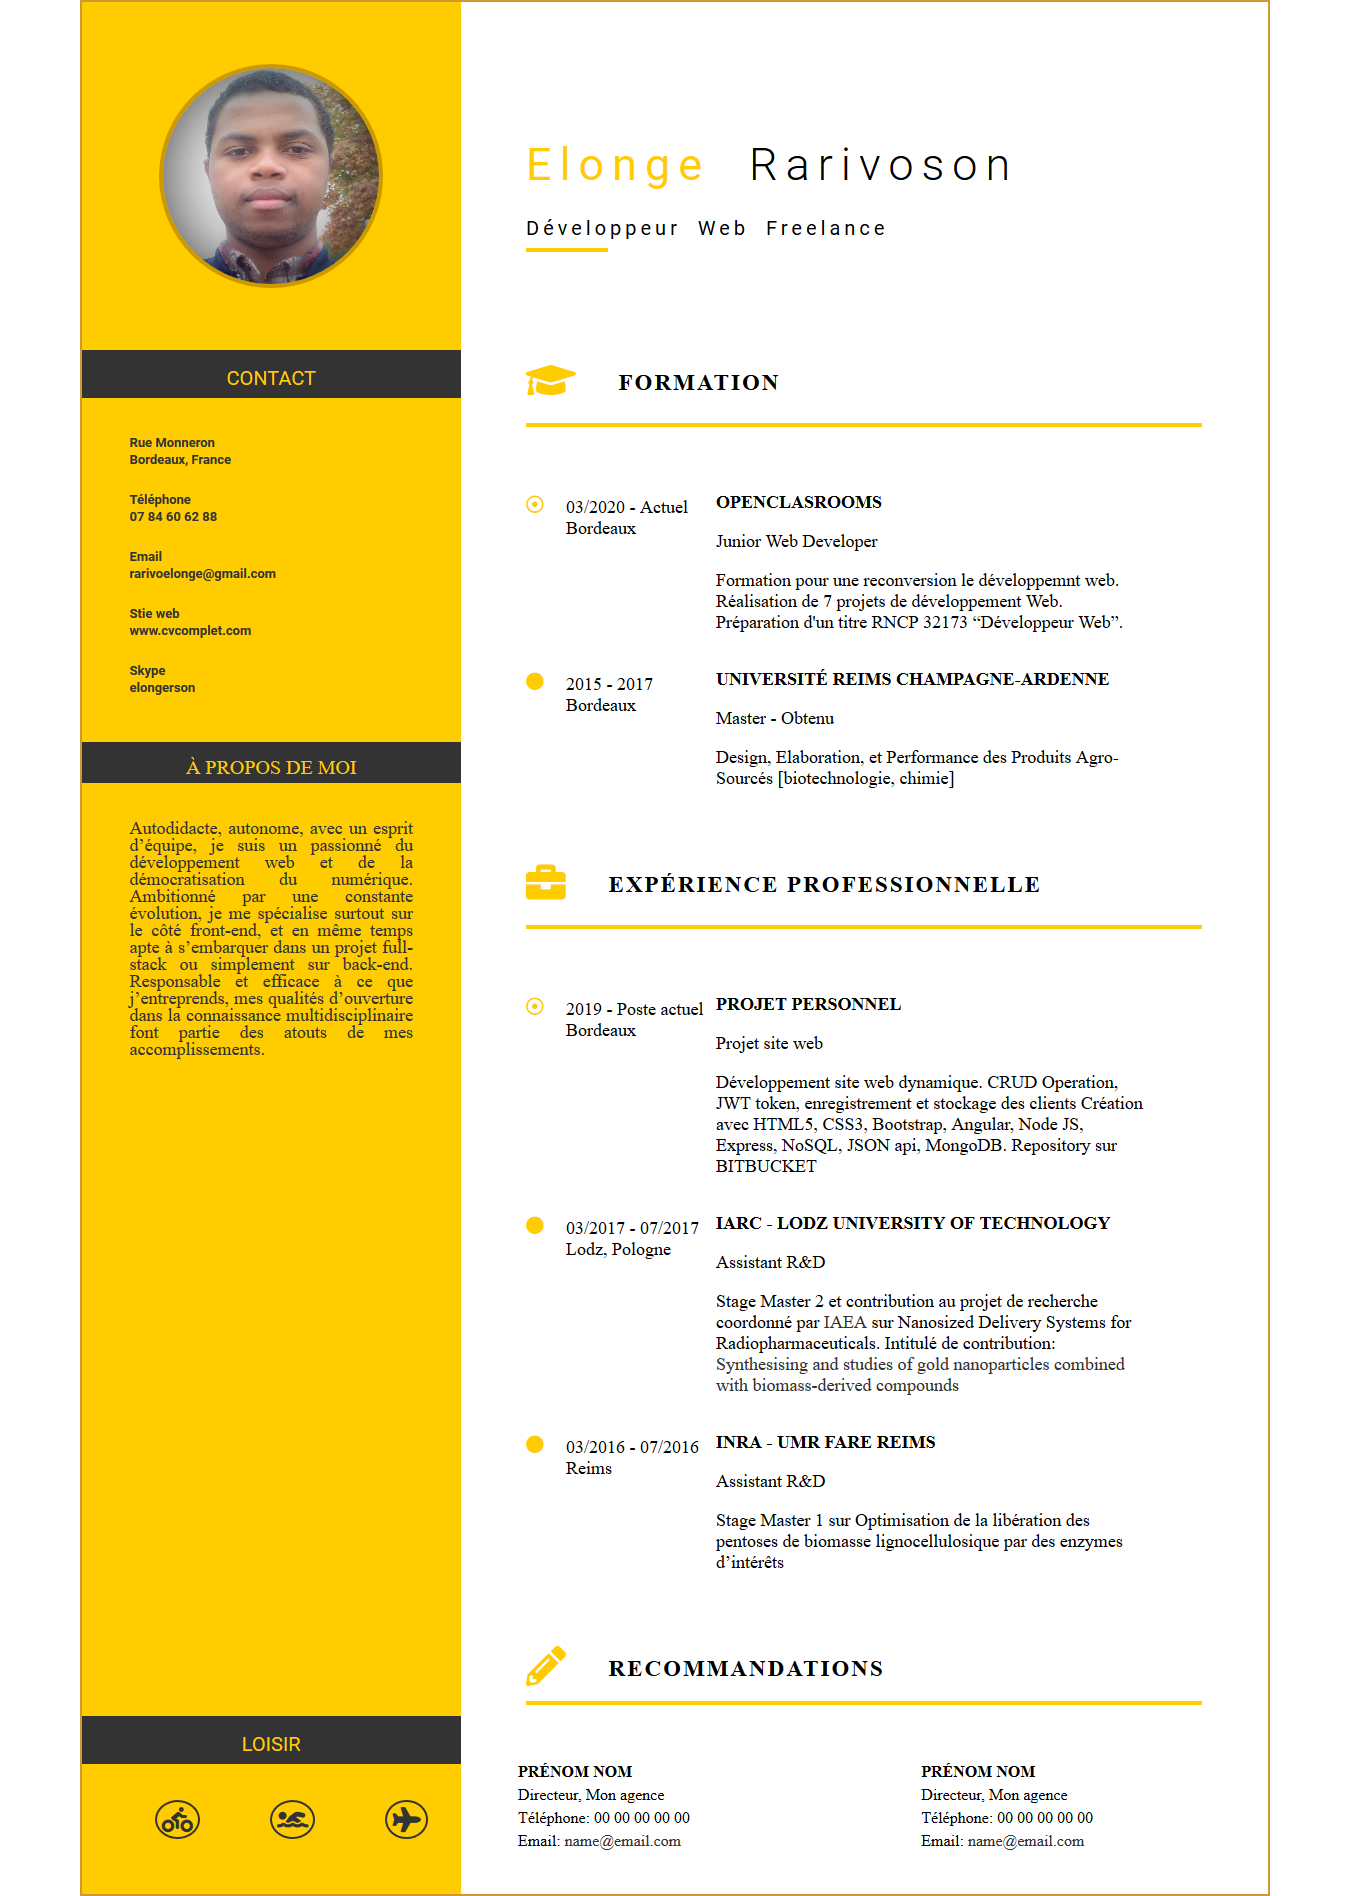 Elonge Rarivoson
Développeur Web Freelance
CONTACT
Rue Monneron
Bordeaux, France
Téléphone
07 84 60 62 88
Email
rarivoelonge@gmail.com
Stie web
www.cvcomplet.com
Skype
elongerson
À PROPOS DE MOI
Autodidacte, autonome, avec un esprit
d’équipe, je suis un passionné du
développement web et de la
démocratisation du numérique.
Ambitionné par une constante
évolution, je me spécialise surtout sur
le côté front-end, et en même temps
apte à s’embarquer dans un projet full-
stack ou simplement sur back-end.
Responsable et efficace à ce que
j’entreprends, mes qualités d’ouverture
dans la connaissance multidisciplinaire
font partie des atouts de mes
accomplissements.
LOISIR
FORMATION
03/2020 - Actuel
Bordeaux
OPENCLASROOMS
Junior Web Developer
Formation pour une reconversion le développemnt web.
Réalisation de 7 projets de développement Web.
Préparation d'un titre RNCP 32173 “Développeur Web”.
2015 - 2017
Bordeaux
UNIVERSITÉ REIMS CHAMPAGNE-ARDENNE
Master - Obtenu
Design, Elaboration, et Performance des Produits Agro-
Sourcés [biotechnologie, chimie]
EXPÉRIENCE PROFESSIONNELLE
2019 - Poste actuel
Bordeaux
PROJET PERSONNEL
Projet site web
Développement site web dynamique. CRUD Operation,
JWT token, enregistrement et stockage des clients Création
avec HTML5, CSS3, Bootstrap, Angular, Node JS,
Express, NoSQL, JSON api, MongoDB. Repository sur
BITBUCKET
03/2017 - 07/2017
Lodz, Pologne
IARC - LODZ UNIVERSITY OF TECHNOLOGY
Assistant R&D
Stage Master 2 et contribution au projet de recherche
coordonné par IAEA sur Nanosized Delivery Systems for
Radiopharmaceuticals. Intitulé de contribution:
Synthesising and studies of gold nanoparticles combined
with biomass-derived compounds
03/2016 - 07/2016
Reims
INRA - UMR FARE REIMS
Assistant R&D
Stage Master 1 sur Optimisation de la libération des
pentoses de biomasse lignocellulosique par des enzymes
d’intérêts
RECOMMANDATIONS
PRÉNOM NOM
Directeur, Mon agence
Téléphone: 00 00 00 00 00
Email: name@email.com
PRÉNOM NOM
Directeur, Mon agence
Téléphone: 00 00 00 00 00
Email: name@email.com